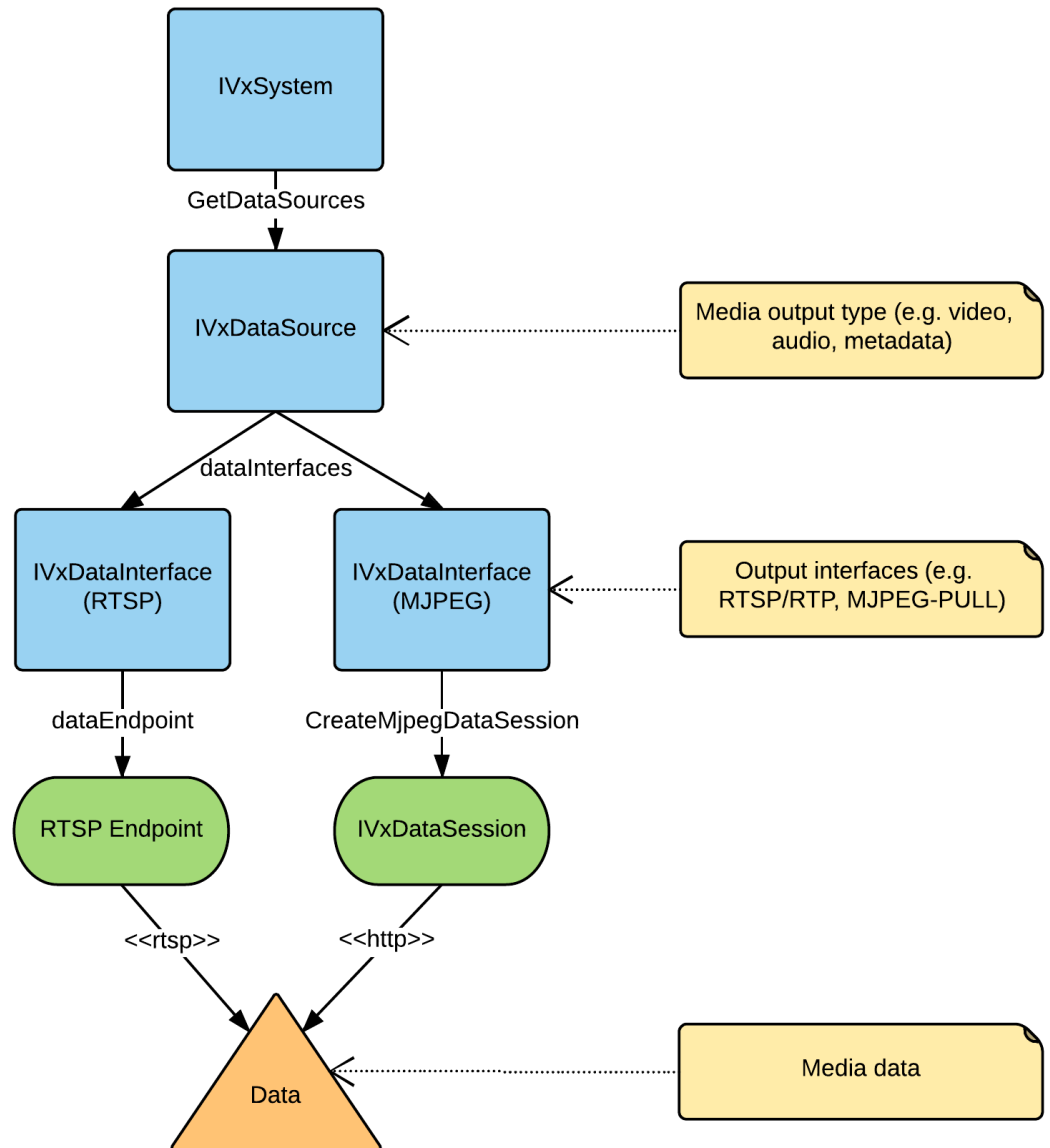 IVxSystem
GetDataSources
IVxDataSource
Media output type (e.g. video,
audio, metadata)
dataInterfaces
IVxDataInterface
(RTSP)
IVxDataInterface
(MJPEG)
Output interfaces (e.g.
RTSP/RTP, MJPEG-PULL)
dataEndpoint
CreateMjpegDataSession
RTSP Endpoint
IVxDataSession
<<rtsp>>
<<http>>
Data
Media data